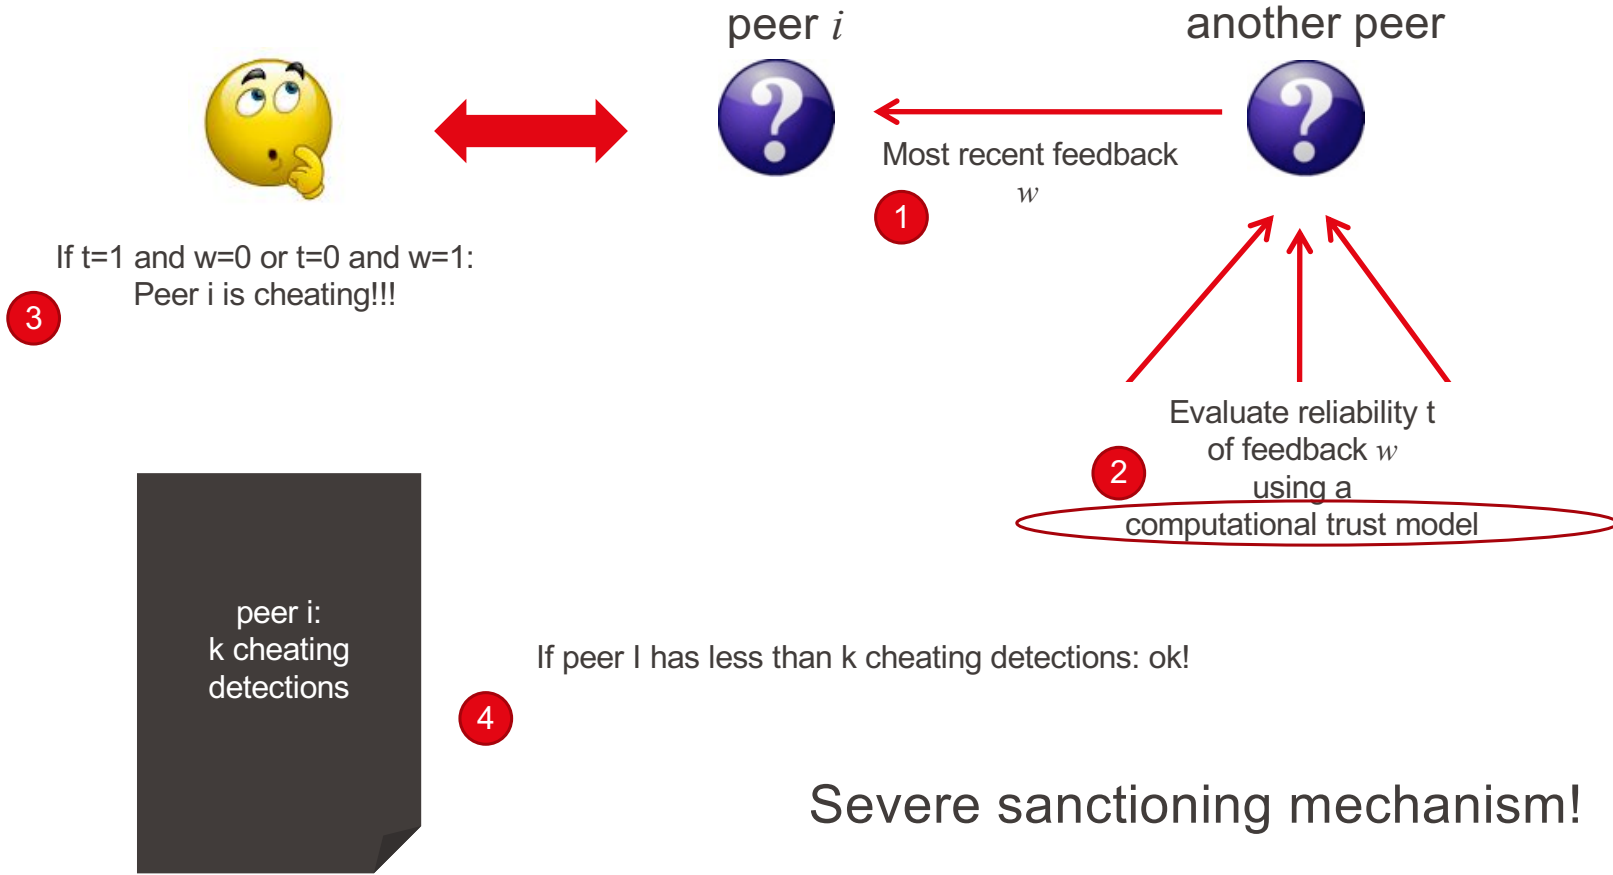 peer i
another peer
?
?
Most recent feedback
w
1
If t=1 and w=0 or t=0 and w=1:
Peer i is cheating!!!
3
Evaluate reliability t
of feedback w
using a
computational trust model
2
peer i:
k cheating
detections
If peer I has less than k cheating detections: ok!
4
Severe sanctioning mechanism!